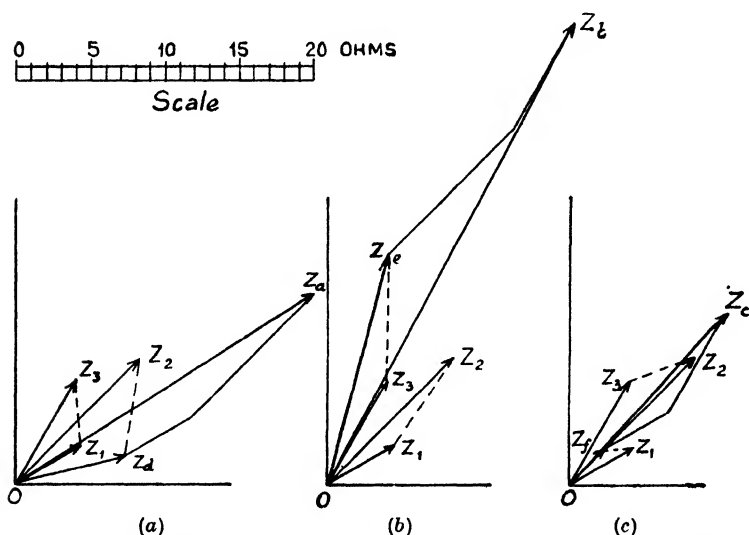 0 5 10 15 20 OHMS
Scale
Z_b
Z_a
Z_3
Z_2
Z_1
Z_d
O
(a)
Z_e
Z_3
Z_2
Z_1
O
(b)
Z_c
Z_3
Z_2
Z_f
Z_1
O
(c)